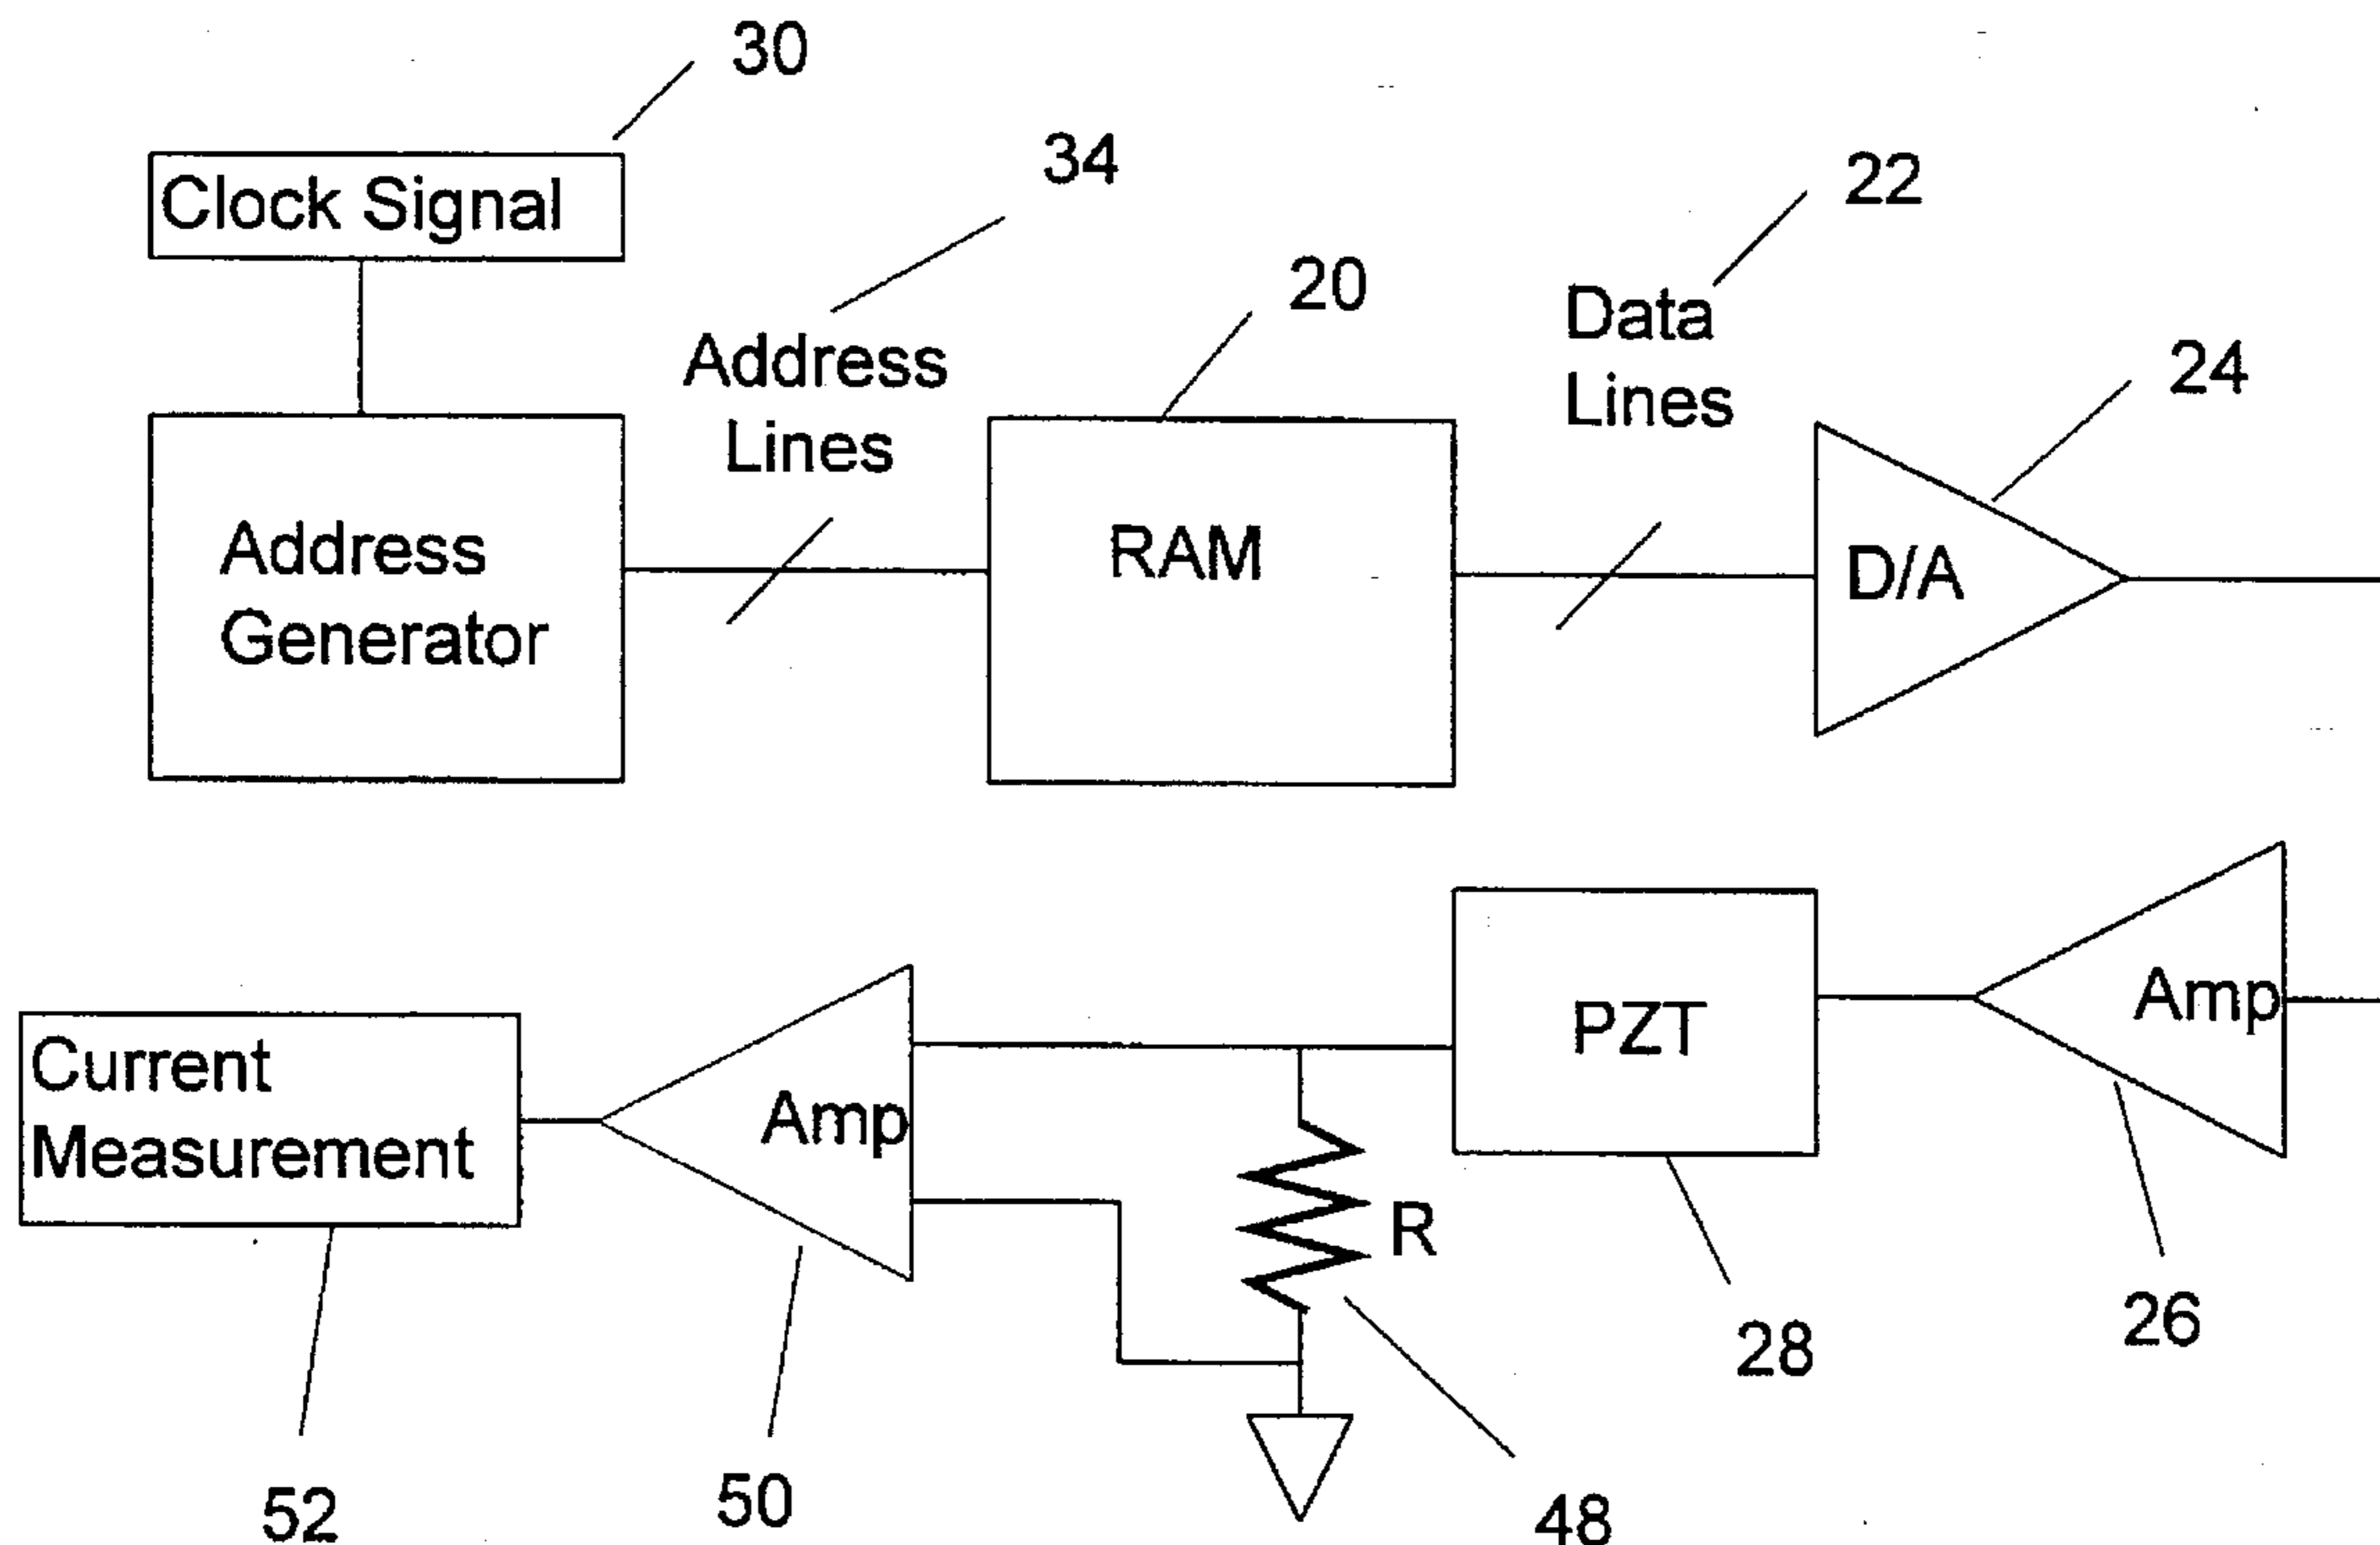 30
Clock Signal
34
22
20
Data
Lines
Address
Lines
24
Address
Generator
RAM
D/A
Current
Measurement
Amp
PZT
Amp
R
26
28
52
50
48